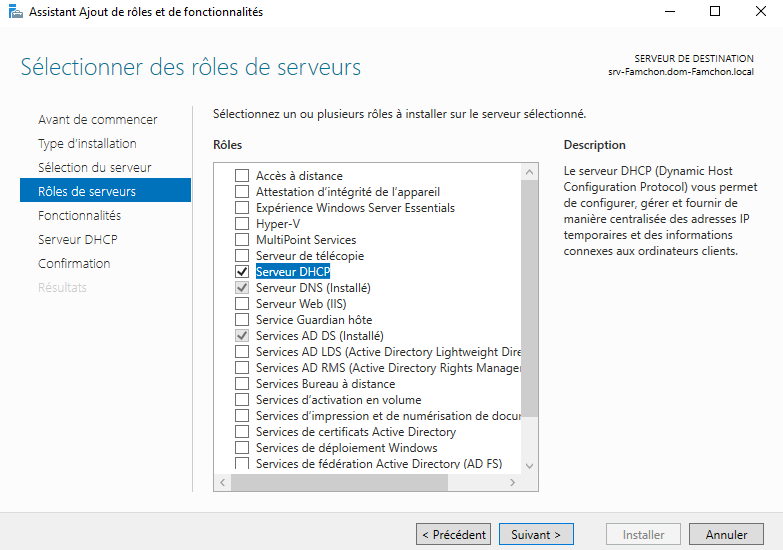 Assistant Ajout de rôles et de fonctionnalités
Sélectionner des rôles de serveurs
SERVEUR DE DESTINATION
srv-Famchon.dom-Famchon.local
Avant de commencer
Type d'installation
Sélection du serveur
Rôles de serveurs
Fonctionnalités
Serveur DHCP
Confirmation
Résultats
Sélectionnez un ou plusieurs rôles à installer sur le serveur sélectionné.
Rôles
Accès à distance
Attestation d'intégrité de l'appareil
Expérience Windows Server Essentials
Hyper-V
MultiPoint Services
Serveur de télécopie
Serveur DHCP
Serveur DNS (Installé)
Serveur Web (IIS)
Service Guardian hôte
Services AD DS (Installé)
Services AD LDS (Active Directory Lightweight Dire
Services AD RMS (Active Directory Rights Manager
Services Bureau à distance
Services d'activation en volume
Services d'impression et de numérisation de docu
Services de certificats Active Directory
Services de déploiement Windows
Services de fédération Active Directory (AD FS)
Description
Le serveur DHCP (Dynamic Host
Configuration Protocol) vous permet
de configurer, gérer et fournir de
manière centralisée des adresses IP
temporaires et des informations
connexes aux ordinateurs clients.
< Précédent
Suivant >
Installer
Annuler